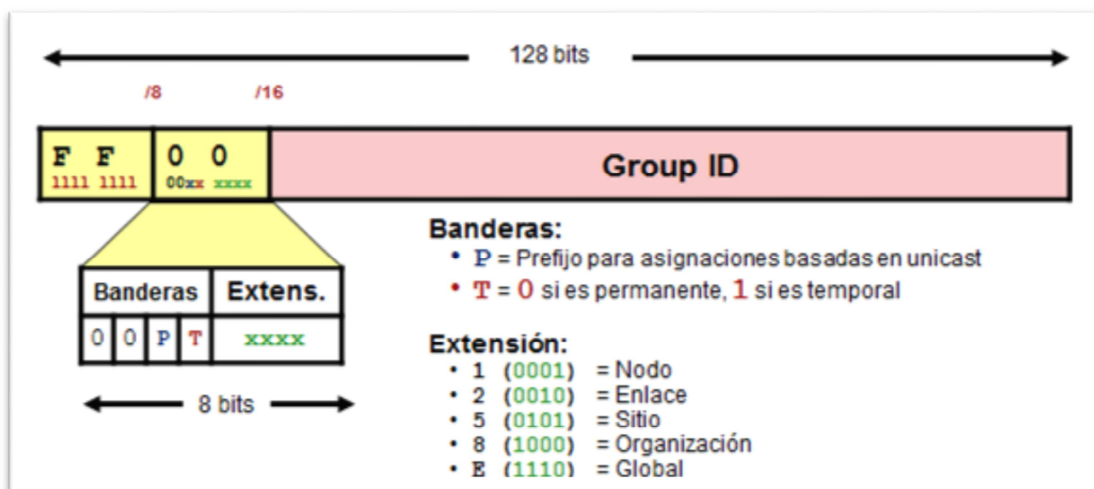 128 bits
/8 /16
F F 0 0 Group ID
1111 1111 00xx xxxx
Banderas:
• P = Prefijo para asignaciones basadas en unicast
• T = 0 si es permanente, 1 si es temporal
Banderas Extens.
0 0 P T xxxx
8 bits
Extensión:
• 1 (0001) = Nodo
• 2 (0010) = Enlace
• 5 (0101) = Sitio
• 8 (1000) = Organización
• E (1110) = Global